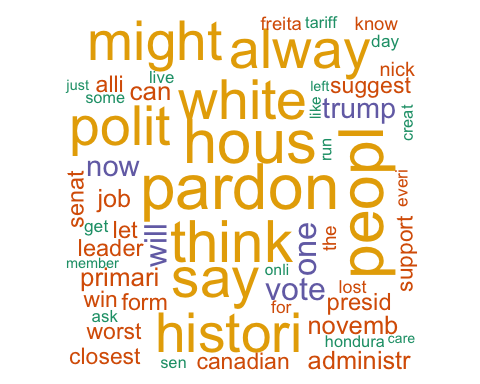 freita tariff know
might alway day
nick
just alli live left suggest
some can white like trump creat
polit hous run
now pardon peopl everi
senat job
get let will think one the support
leader
member say onli
primari vote lost
win form for presid
ask histori novemb
worst hondura care
closest sen canadian administr